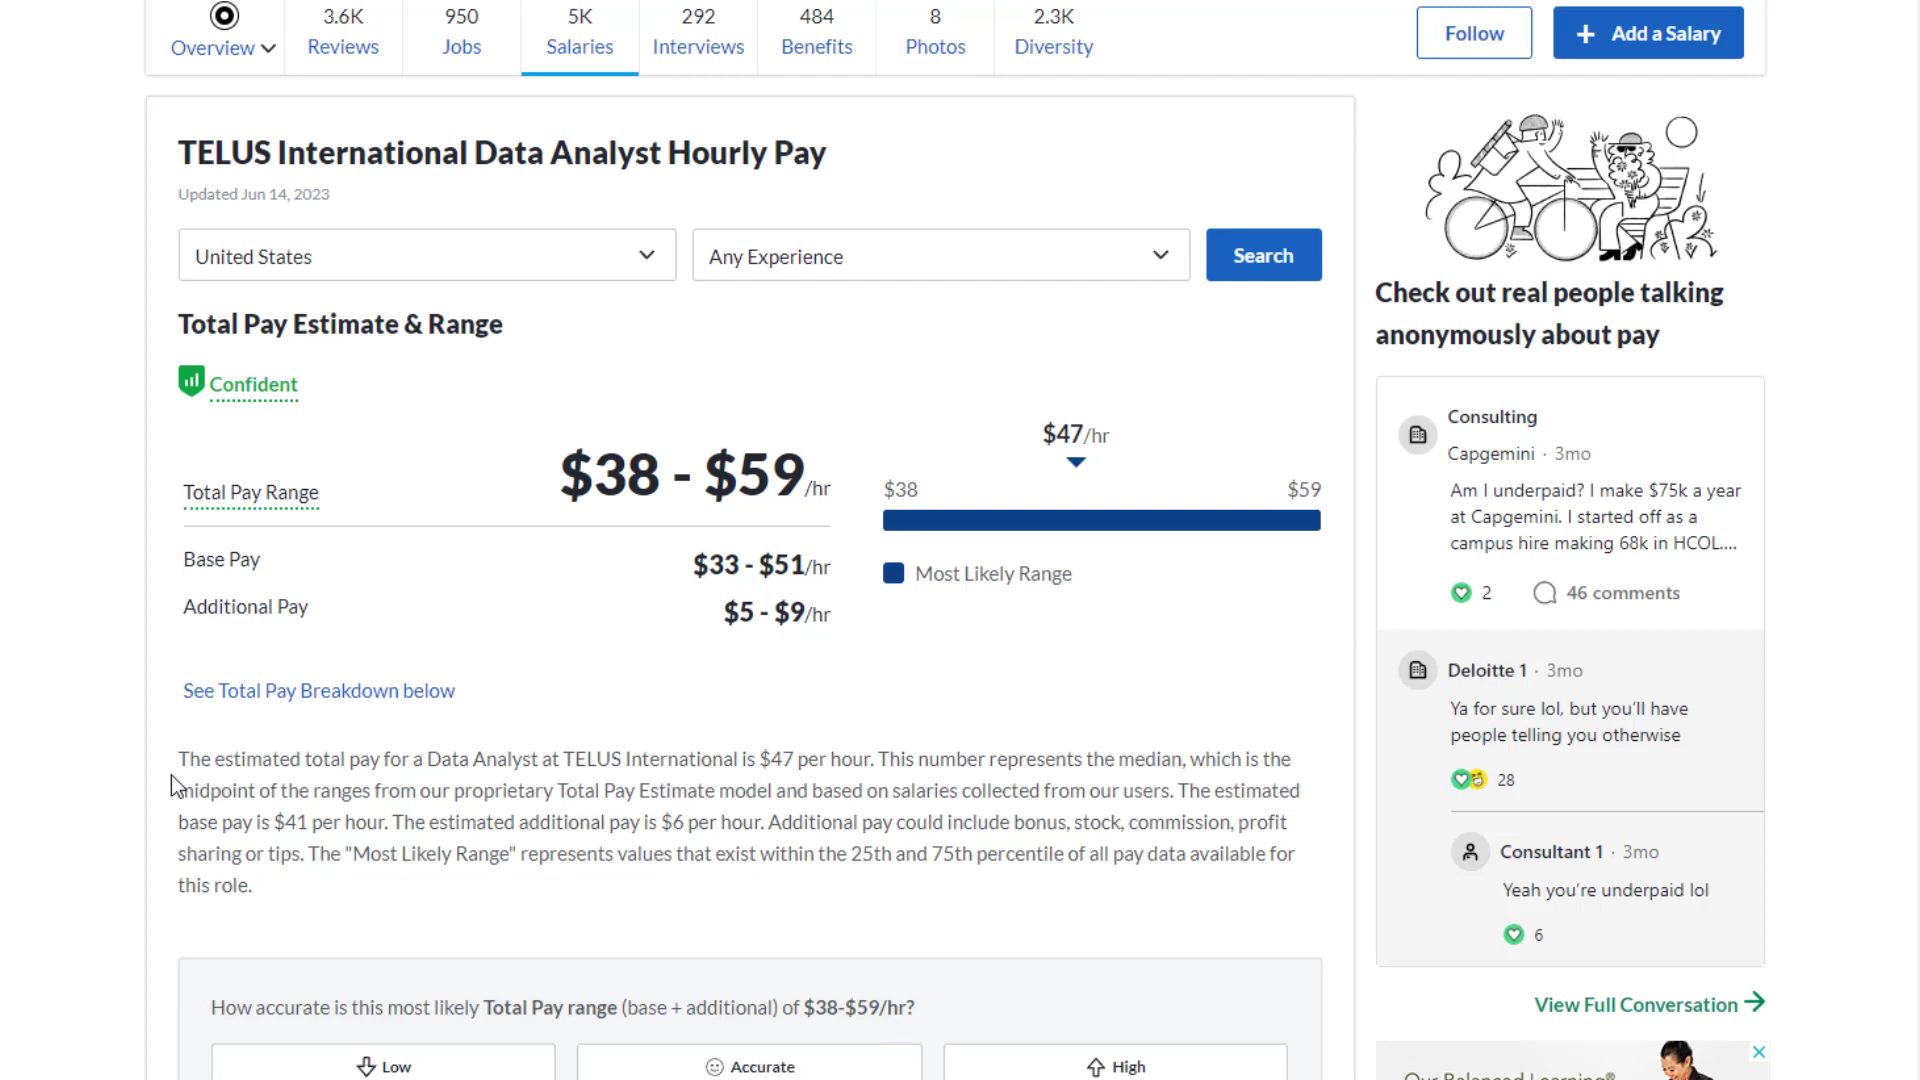 3.6K 950 5K 292 484 8 2.3K
Overview Reviews Jobs Salaries Interviews Benefits Photos Diversity
Follow
+ Add a Salary
TELUS International Data Analyst Hourly Pay
Updated Jun 14, 2023
United States
Any Experience
Search
Total Pay Estimate & Range
Confident
Total Pay Range
$38 - $59/hr
Base Pay
$33 - $51/hr
Additional Pay
$5 - $9/hr
$47/hr
$38 $59
Most Likely Range
See Total Pay Breakdown below
The estimated total pay for a Data Analyst at TELUS International is $47 per hour. This number represents the median, which is the
midpoint of the ranges from our proprietary Total Pay Estimate model and based on salaries collected from our users. The estimated
base pay is $41 per hour. The estimated additional pay is $6 per hour. Additional pay could include bonus, stock, commission, profit
sharing or tips. The "Most Likely Range" represents values that exist within the 25th and 75th percentile of all pay data available for
this role.
How accurate is this most likely Total Pay range (base + additional) of $38-$59/hr?
Low
Accurate
High
Check out real people talking
anonymously about pay
Consulting
Capgemini · 3mo
Am I underpaid? I make $75k a year
at Capgemini. I started off as a
campus hire making 68k in HCOL....
2
46 comments
Deloitte 1 · 3mo
Ya for sure lol, but you’ll have
people telling you otherwise
28
Consultant 1 · 3mo
Yeah you’re underpaid lol
6
View Full Conversation
Our Balanced Learning®